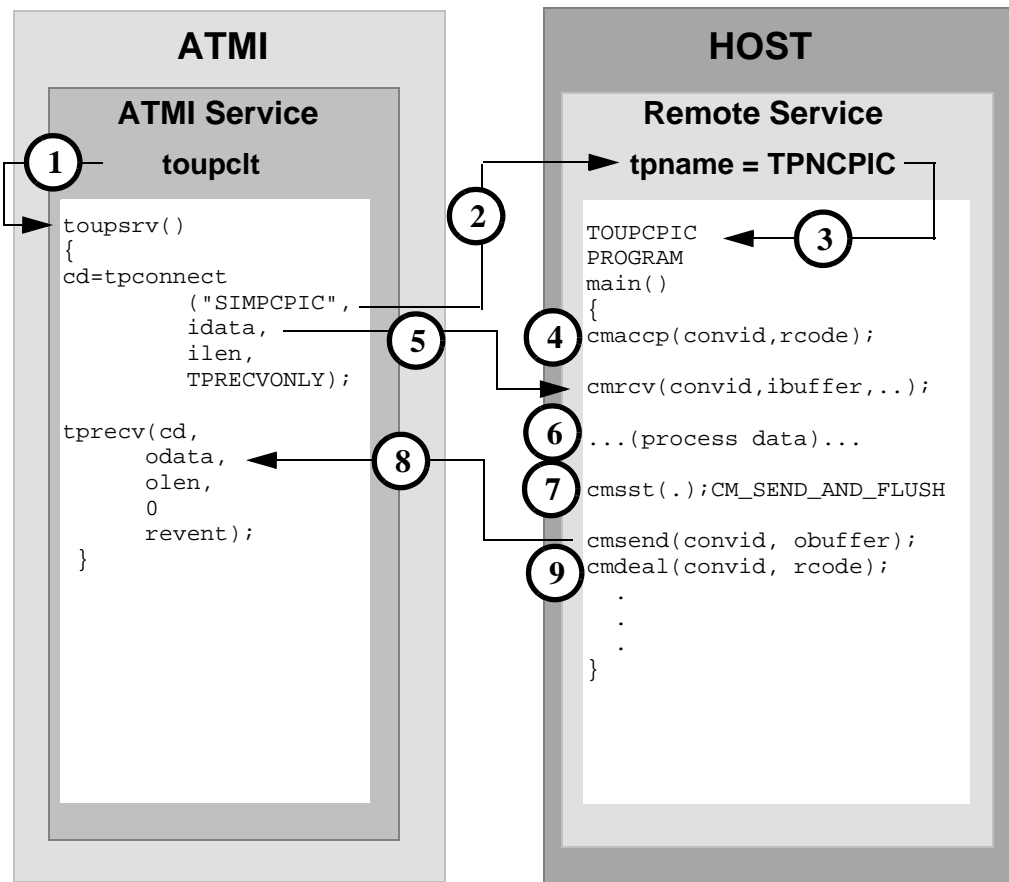 ATMI
ATMI Service
toupclt
1
toupsrv()
{
cd=tpconnect
("SIMPCPIC",
idata,
ilen,
TPRECVONLY);
tprecv(cd,
odata,
olen,
0
revent);
}
2
5
8
HOST
Remote Service
tpname = TPNCPIC
3
TOUPCPIC
PROGRAM
main()
{
4
cmaccp(convid,rcode);
cmrcv(convid,ibuffer,..);
6
...(process data)...
7
cmsst(.);CM_SEND_AND_FLUSH
cmsend(convid, obuffer);
9
cmdeal(convid, rcode);
.
.
.
}